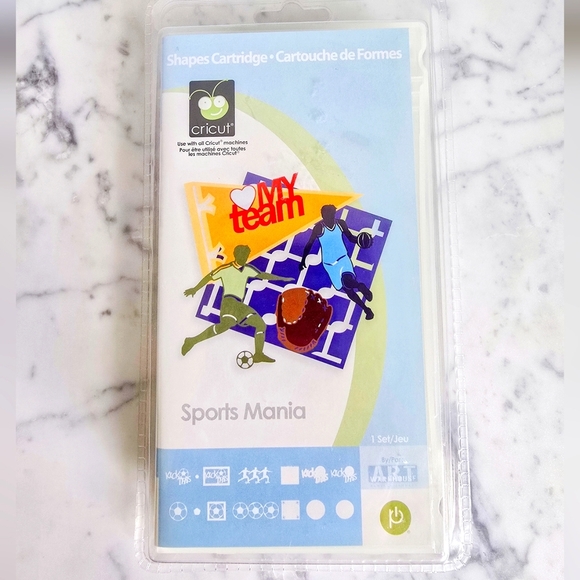 Shapes Cartridge • Cartouche de Formes
cricut®
Use with all Cricut® machines
Pour être utilisé avec toutes
les machines Cricut®
MY
team
Sports Mania
1 Set/Jeu
ART